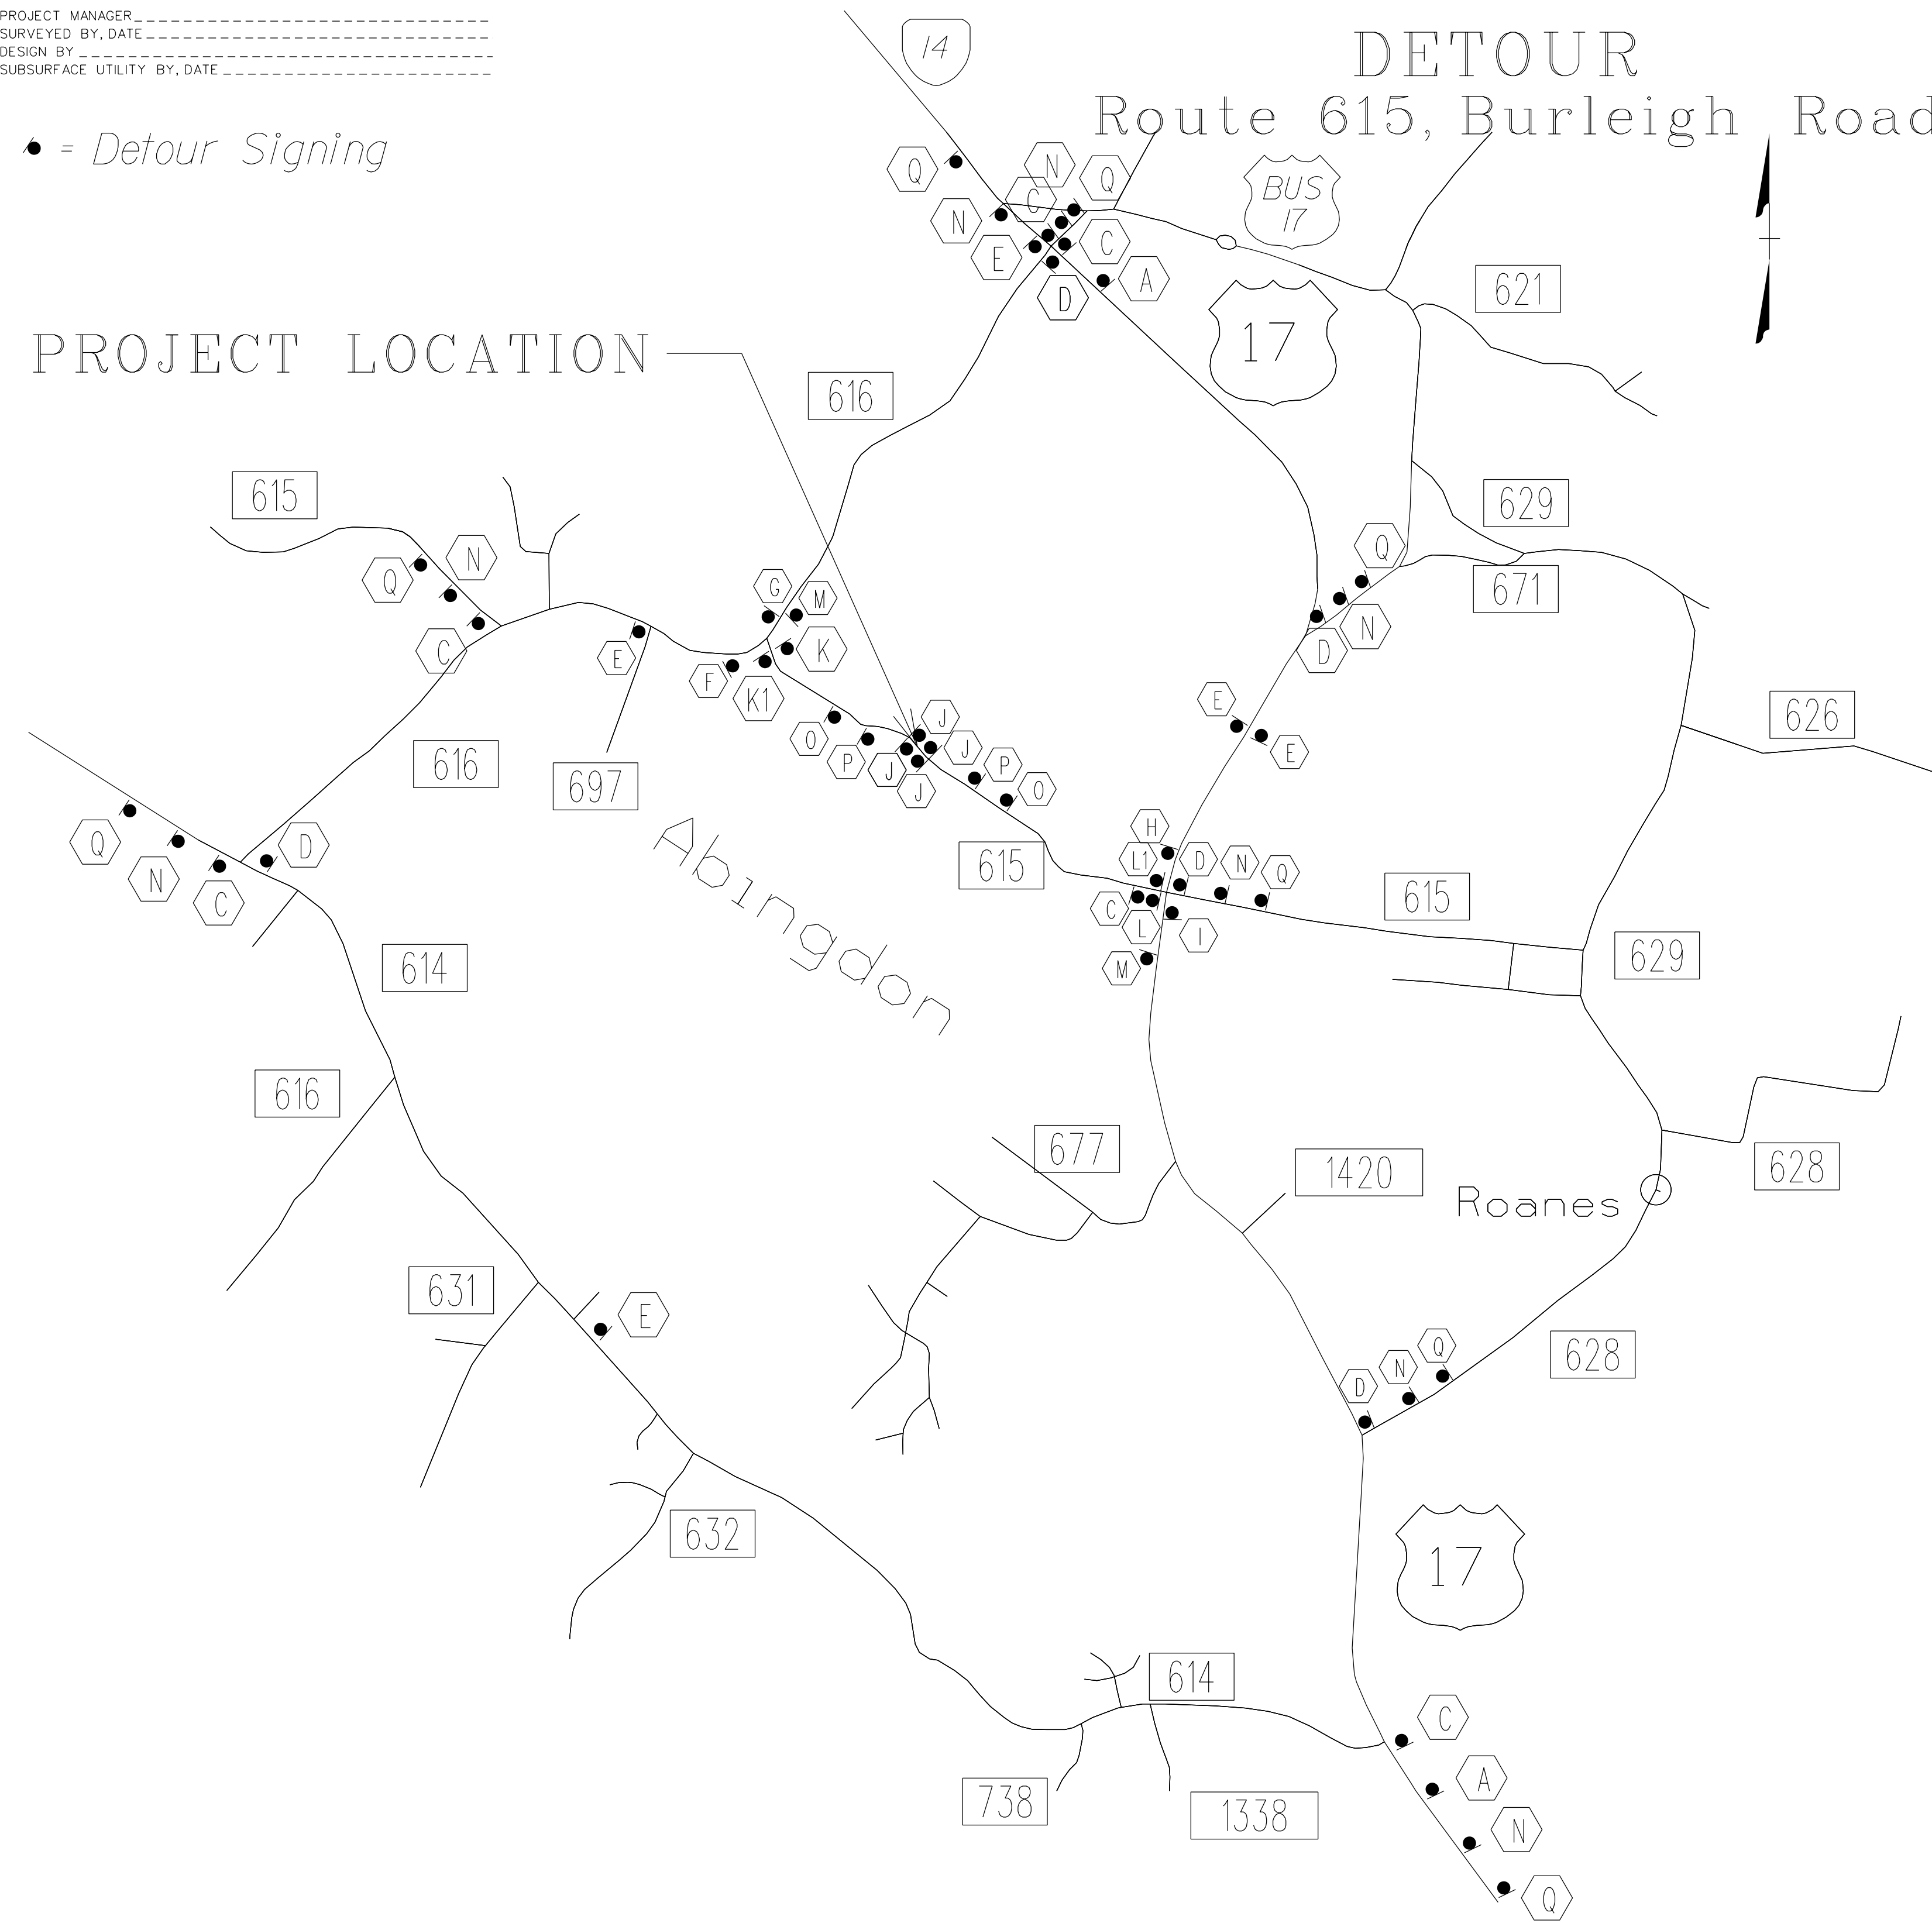 PROJECT MANAGER
SURVEYED BY, DATE
DESIGN BY
SUBSURFACE UTILITY BY, DATE
= Detour Signing
DETOUR
Route 615, Burleigh Road
14
BUS
17
17
PROJECT LOCATION
Q
N
Q
C
N
E
C
A
D
621
616
615
629
Q
N
Q
671
G
M
N
C
E
K
D
F
K1
E
626
J
O
J
E
616
P
P
697
J
O
J
Abingdon
H
Q
D
L1
D
N
Q
N
615
615
C
C
L
I
M
614
629
616
677
1420
628
Roanes
631
E
Q
N
D
628
632
17
614
C
A
738
1338
N
Q